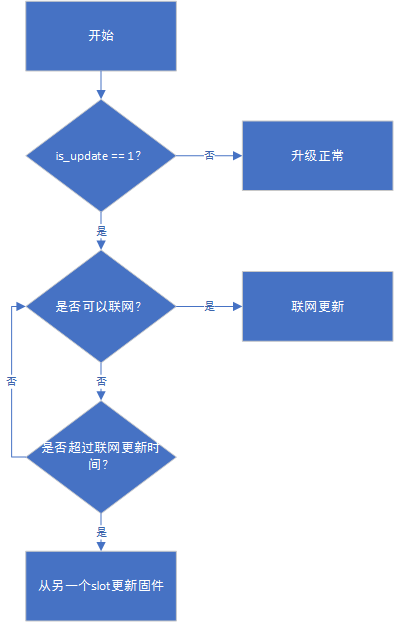 开始
is_update == 1?
否
升级正常
是
是否可以联网?
是
联网更新
否
否
是否超过联网更新时
间?
是
从另一个slot更新固件